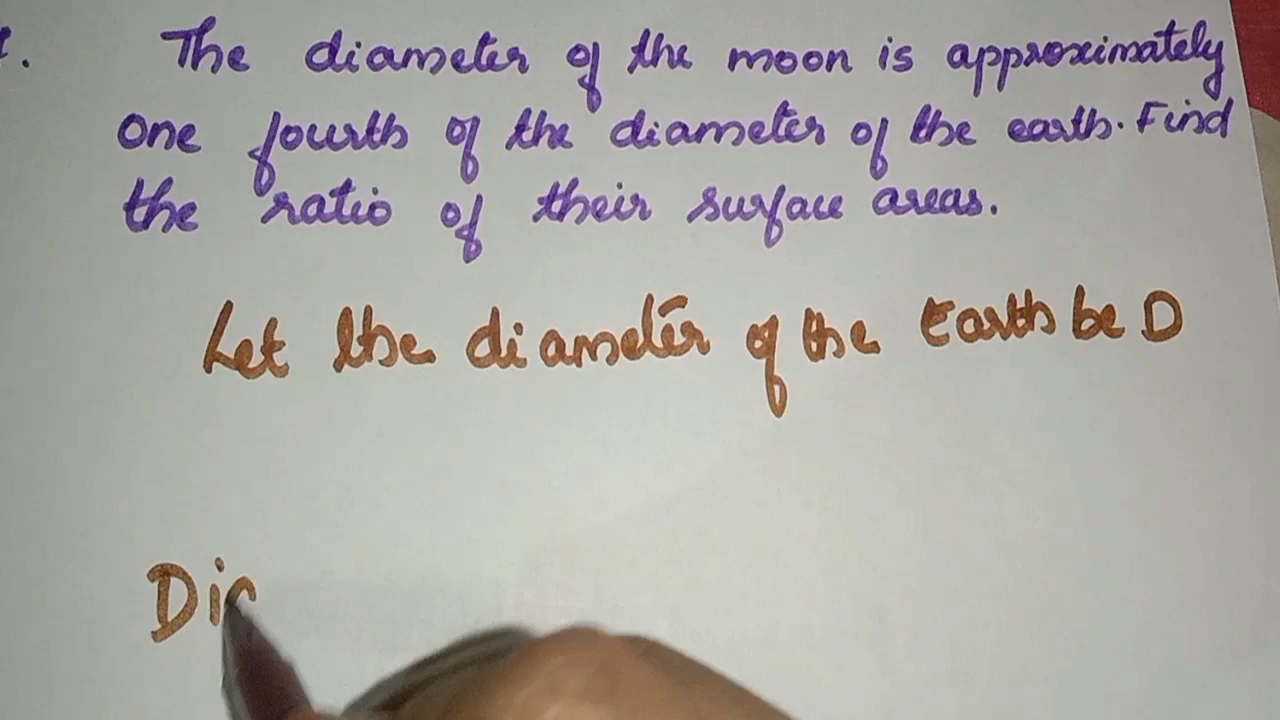 The diameter of the moon is approximately
one fourth of the diameter of the earth. Find
the ratio of their surface areas.
Let the diameter of the Earth be D